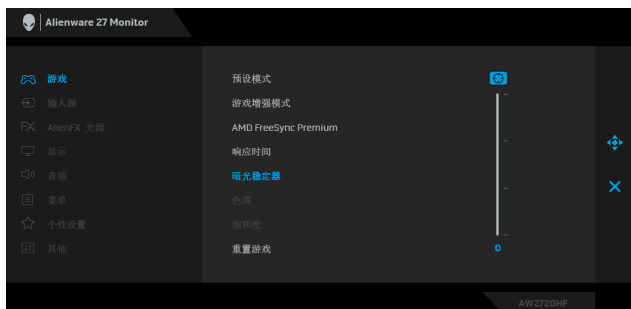 Alienware 27 Monitor
游戏
输入源
AlienFX 光源
显示
音频
菜单
个性设置
其他
预设模式
游戏增强模式
AMD FreeSync Premium
响应时间
暗光稳定器
色调
饱和度
重置游戏
0
AW2720HF